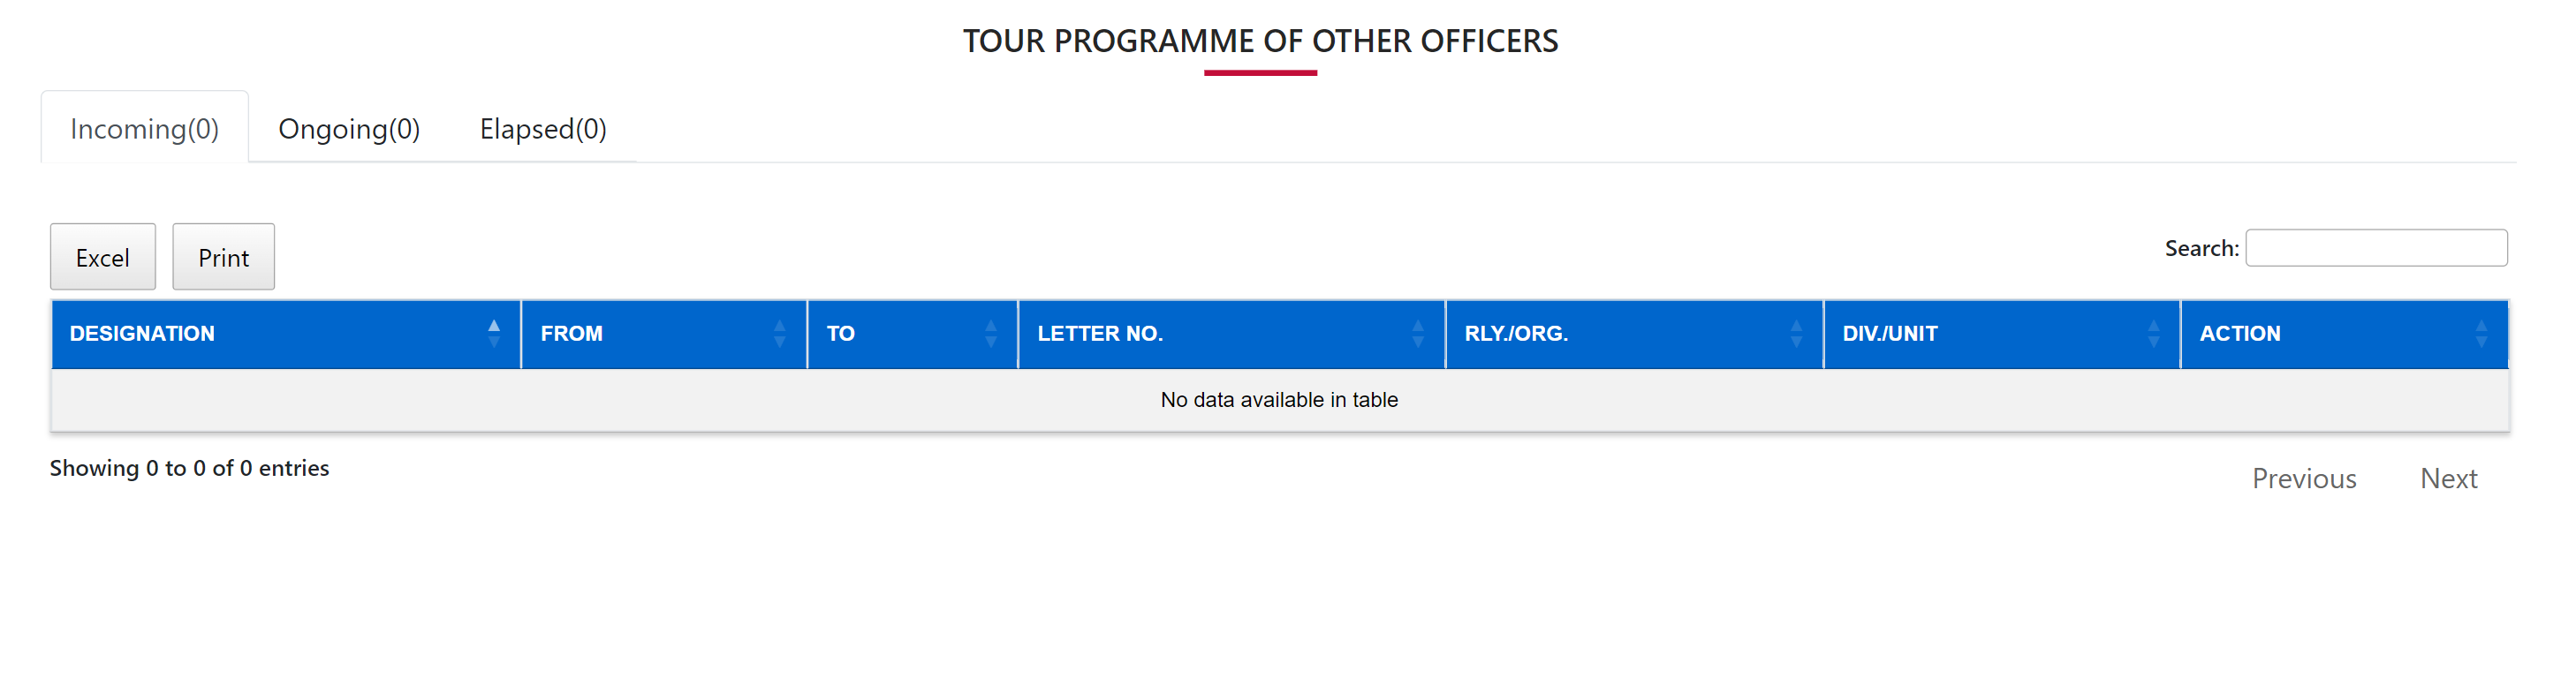 TOUR PROGRAMME OF OTHER OFFICERS
Incoming(0) Ongoing(0) Elapsed(0)
Excel Print Search:
DESIGNATION FROM TO LETTER NO. RLY./ORG. DIV./UNIT ACTION
No data available in table
Showing 0 to 0 of 0 entries
Previous Next